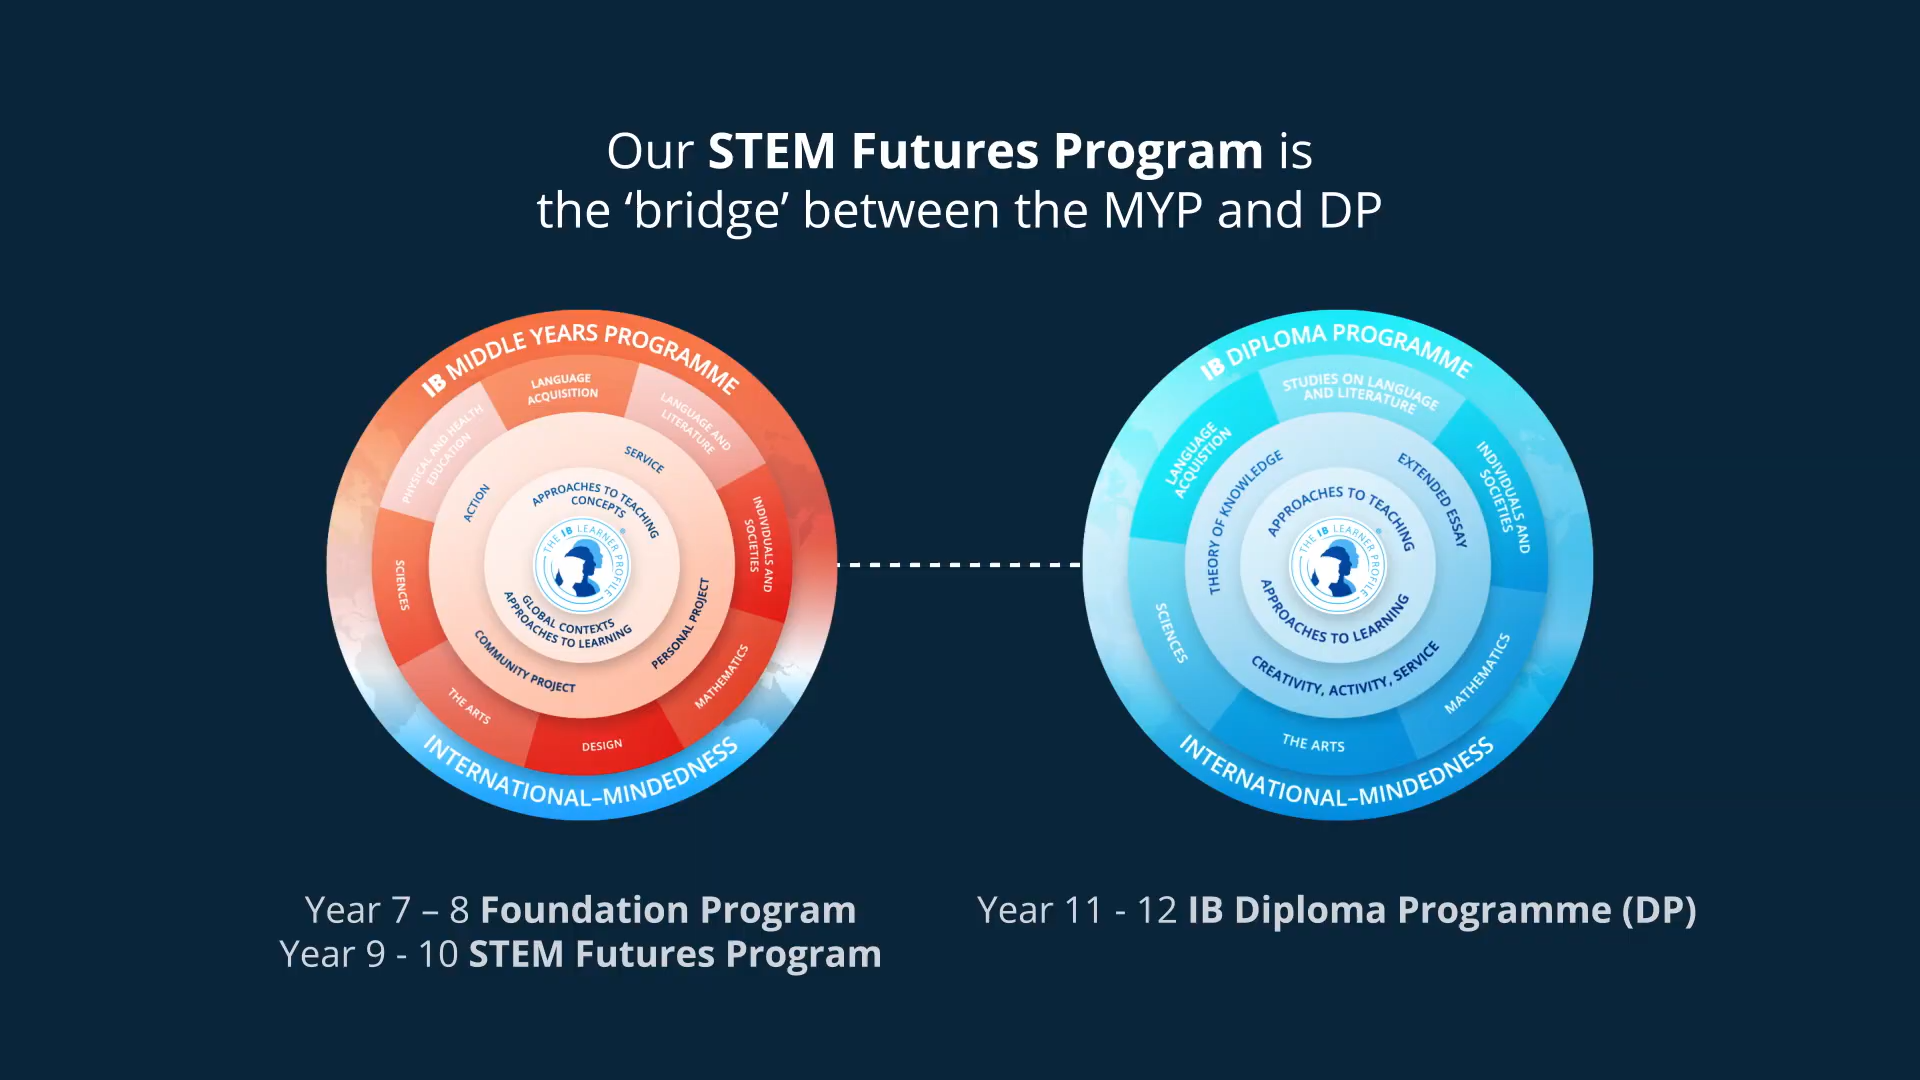 Our STEM Futures Program is
the ‘bridge’ between the MYP and DP
IB MIDDLE YEARS PROGRAMME
LANGUAGE
ACQUISITION
LANGUAGE AND
LITERATURE
INDIVIDUALS AND
SOCIETIES
MATHEMATICS
DESIGN
THE ARTS
SCIENCES
PHYSICAL AND HEALTH
EDUCATION
ACTION
SERVICE
PERSONAL PROJECT
COMMUNITY PROJECT
APPROACHES TO TEACHING
CONCEPTS
THE IB LEARNER PROFILE
®
GLOBAL CONTEXTS
APPROACHES TO LEARNING
INTERNATIONAL–MINDEDNESS
IB DIPLOMA PROGRAMME
STUDIES ON LANGUAGE
AND LITERATURE
INDIVIDUALS AND
SOCIETIES
MATHEMATICS
THE ARTS
SCIENCES
LANGUAGE
ACQUISTION
THEORY OF KNOWLEDGE
EXTENDED ESSAY
CREATIVITY, ACTIVITY, SERVICE
APPROACHES TO TEACHING
THE IB LEARNER PROFILE
®
APPROACHES TO LEARNING
INTERNATIONAL–MINDEDNESS
Year 7 – 8 Foundation Program
Year 9 - 10 STEM Futures Program
Year 11 - 12 IB Diploma Programme (DP)